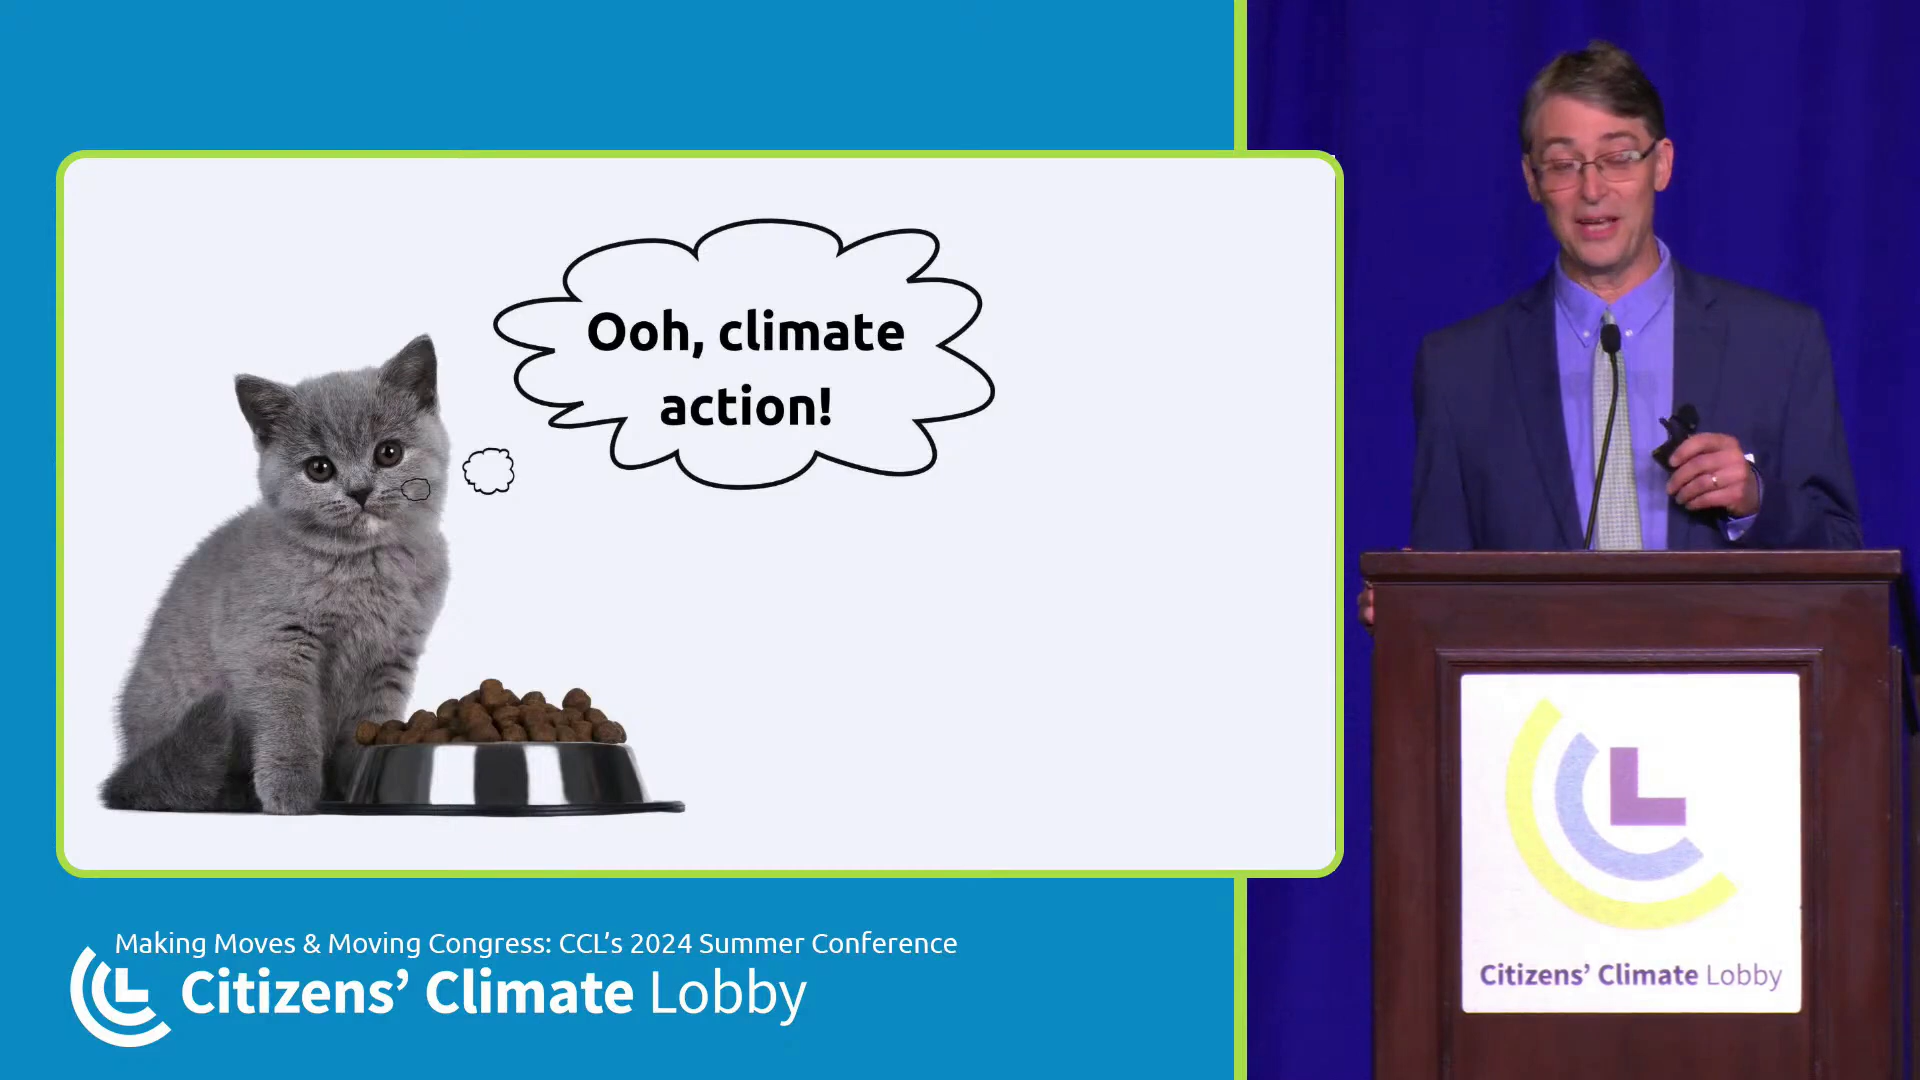 Ooh, climate
action!
Making Moves & Moving Congress: CCL’s 2024 Summer Conference
Citizens’ Climate Lobby
Citizens’ Climate Lobby